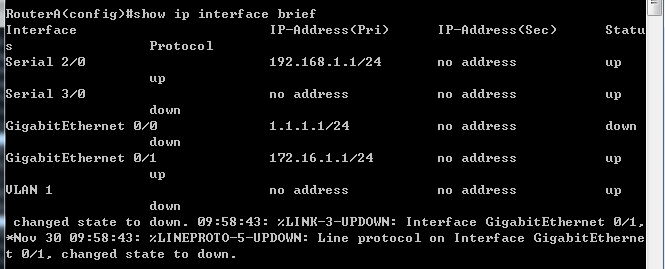 RouterA(config)#show ip interface brief
Interface IP-Address(Pri) IP-Address(Sec) Statu
s Protocol
Serial 2/0 192.168.1.1/24 no address up
up
Serial 3/0 no address no address up
down
GigabitEthernet 0/0 1.1.1.1/24 no address down
down
GigabitEthernet 0/1 172.16.1.1/24 no address up
up
VLAN 1 no address no address up
down
changed state to down. 09:58:43: %LINK-3-UPDOWN: Interface GigabitEthernet 0/1,
*Nov 30 09:58:43: %LINEPROTO-5-UPDOWN: Line protocol on Interface GigabitEtherne
t 0/1, changed state to down.